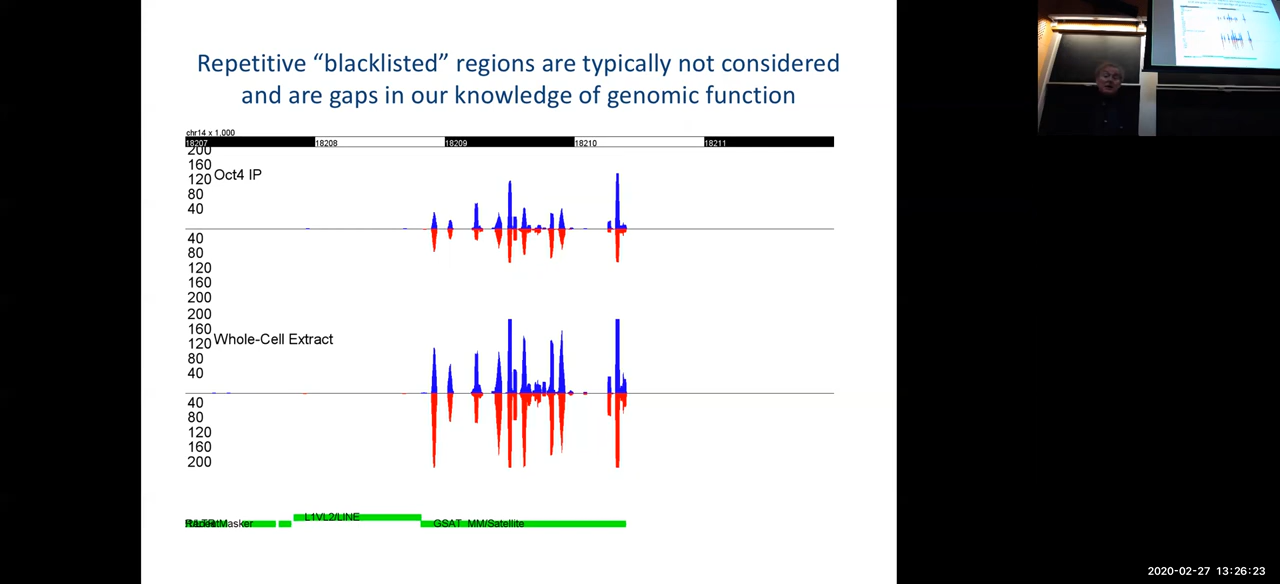 Repetitive “blacklisted” regions are typically not considered
and are gaps in our knowledge of genomic function
chr14 x 1,000
18207 18208 18209 18210 18211
200
160
120
80
40
Oct4 IP
40
80
120
160
200
200
160
120
80
40
Whole-Cell Extract
40
80
120
160
200
L1VL2/LINE
GSAT_MM/Satellite
2020-02-27 13:26:23